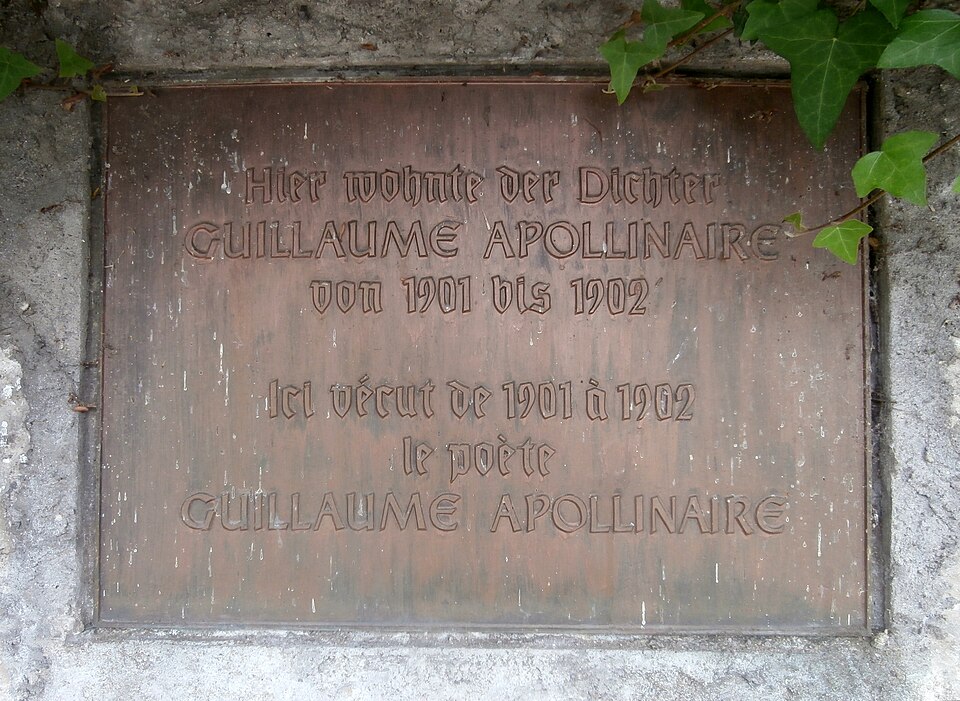 Hier wohnte der Dichter
GUILLAUME APOLLINAIRE
von 1901 bis 1902
Ici vécut de 1901 à 1902
le poète
GUILLAUME APOLLINAIRE